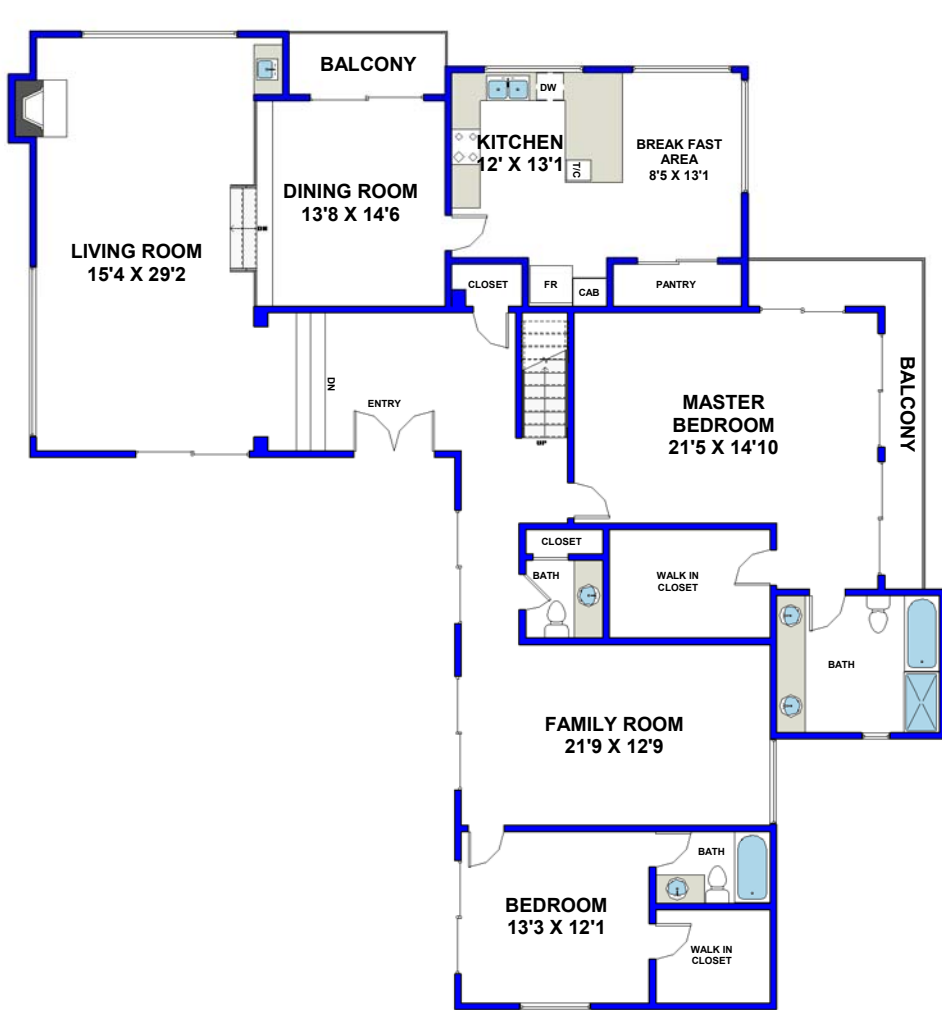 BALCONY
DW
KITCHEN
12' X 13'1
T/C
BREAK FAST
AREA
8'5 X 13'1
DINING ROOM
13'8 X 14'6
LIVING ROOM
15'4 X 29'2
CLOSET
FR
CAB
PANTRY
DN
ENTRY
UP
MASTER
BEDROOM
21'5 X 14'10
BALCONY
CLOSET
BATH
WALK IN
CLOSET
BATH
FAMILY ROOM
21'9 X 12'9
BATH
BEDROOM
13'3 X 12'1
WALK IN
CLOSET